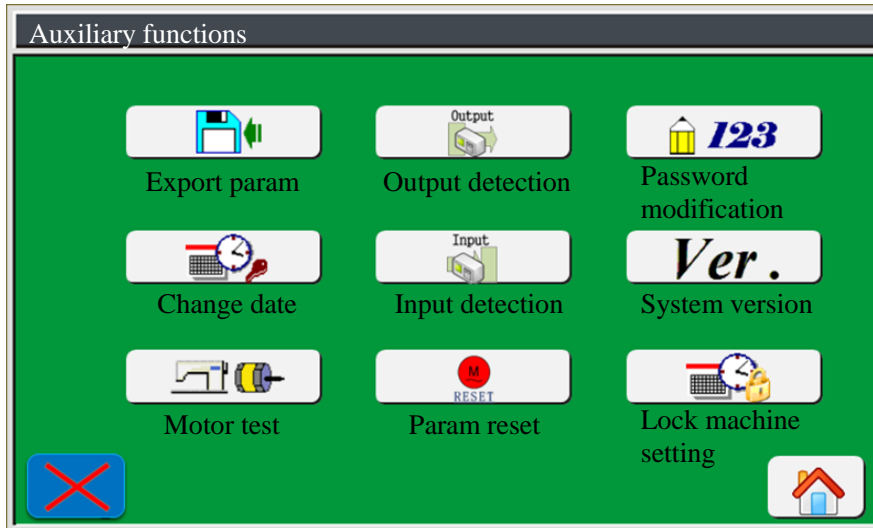 Auxiliary functions
Output
123
Export param
Output detection
Password
modification
Input
Ver .
Change date
Input detection
System version
M
RESET
Motor test
Param reset
Lock machine
setting